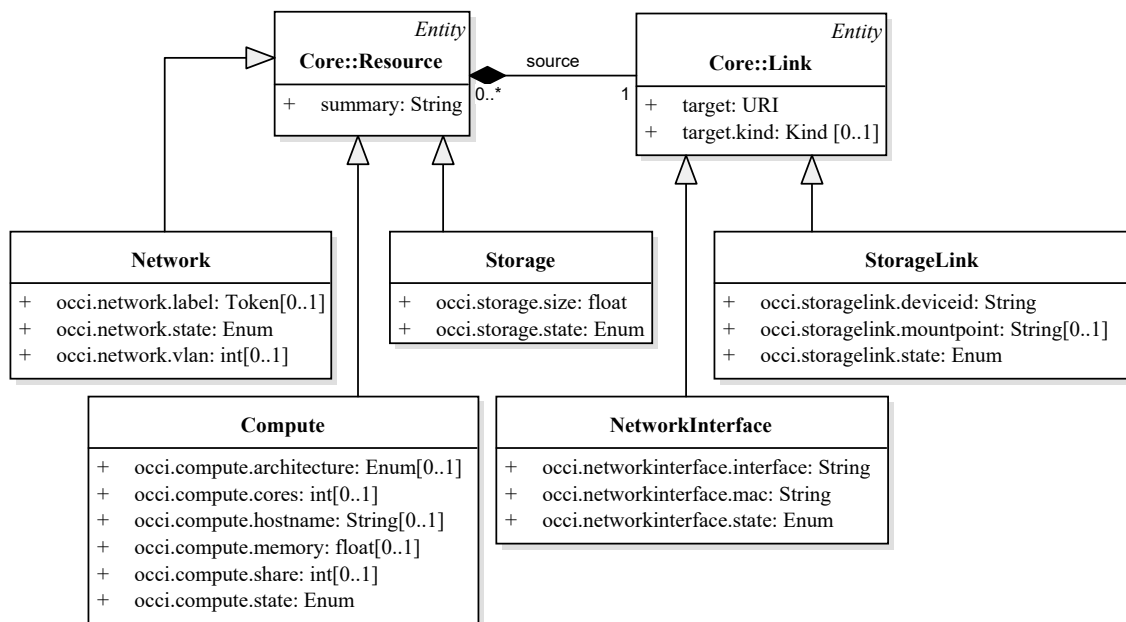 Entity
Core::Resource
+ summary: String
source
0..*
1
Entity
Core::Link
+ target: URI
+ target.kind: Kind [0..1]
Network
+ occi.network.label: Token[0..1]
+ occi.network.state: Enum
+ occi.network.vlan: int[0..1]
Storage
+ occi.storage.size: float
+ occi.storage.state: Enum
StorageLink
+ occi.storagelink.deviceid: String
+ occi.storagelink.mountpoint: String[0..1]
+ occi.storagelink.state: Enum
Compute
+ occi.compute.architecture: Enum[0..1]
+ occi.compute.cores: int[0..1]
+ occi.compute.hostname: String[0..1]
+ occi.compute.memory: float[0..1]
+ occi.compute.share: int[0..1]
+ occi.compute.state: Enum
NetworkInterface
+ occi.networkinterface.interface: String
+ occi.networkinterface.mac: String
+ occi.networkinterface.state: Enum